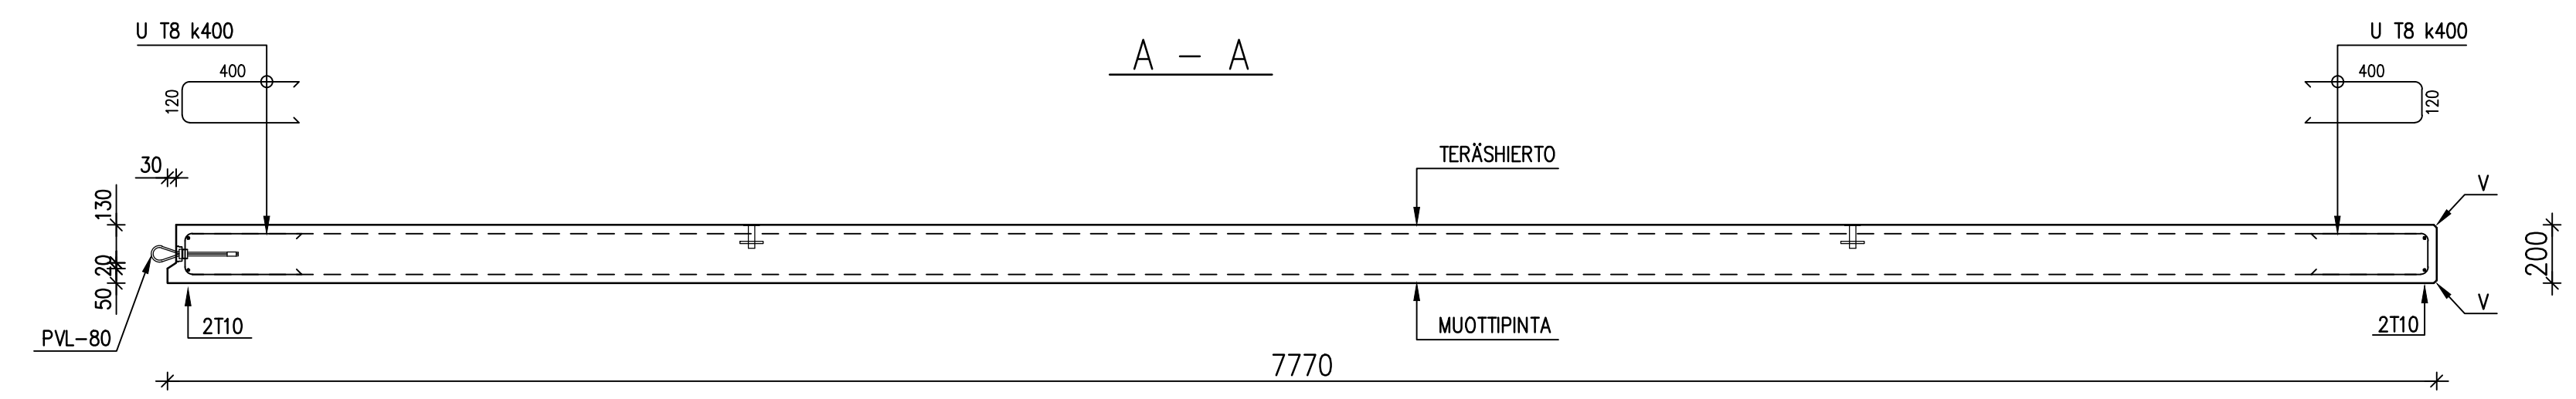 U T8 k400
A - A
U T8 k400
400
120
400
120
30
TERÄSHIERTO
V
130
20
50
200
PVL-80
2T10
MUOTTIPINTA
2T10
V
7770